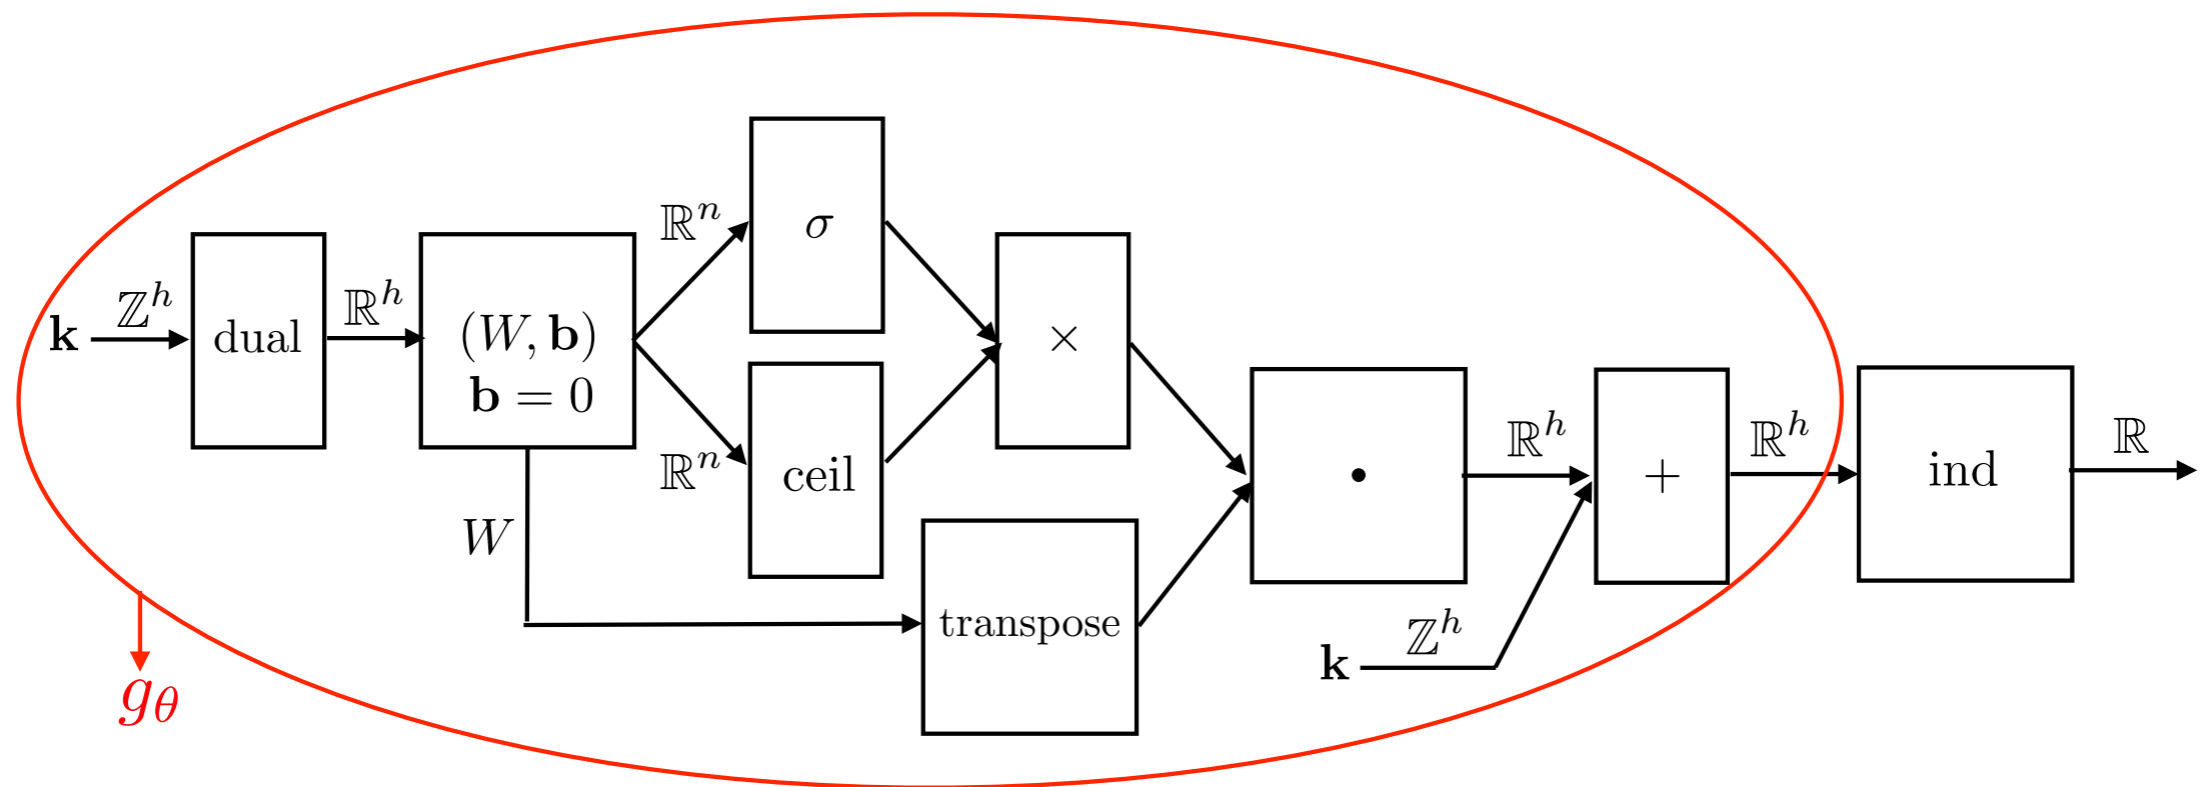 k
ℤ^h
dual
ℝ^h
(W, b)
b = 0
ℝ^n
σ
ℝ^n
ceil
×
W
transpose
•
ℝ^h
k
ℤ^h
+
ℝ^h
ind
ℝ
g_θ